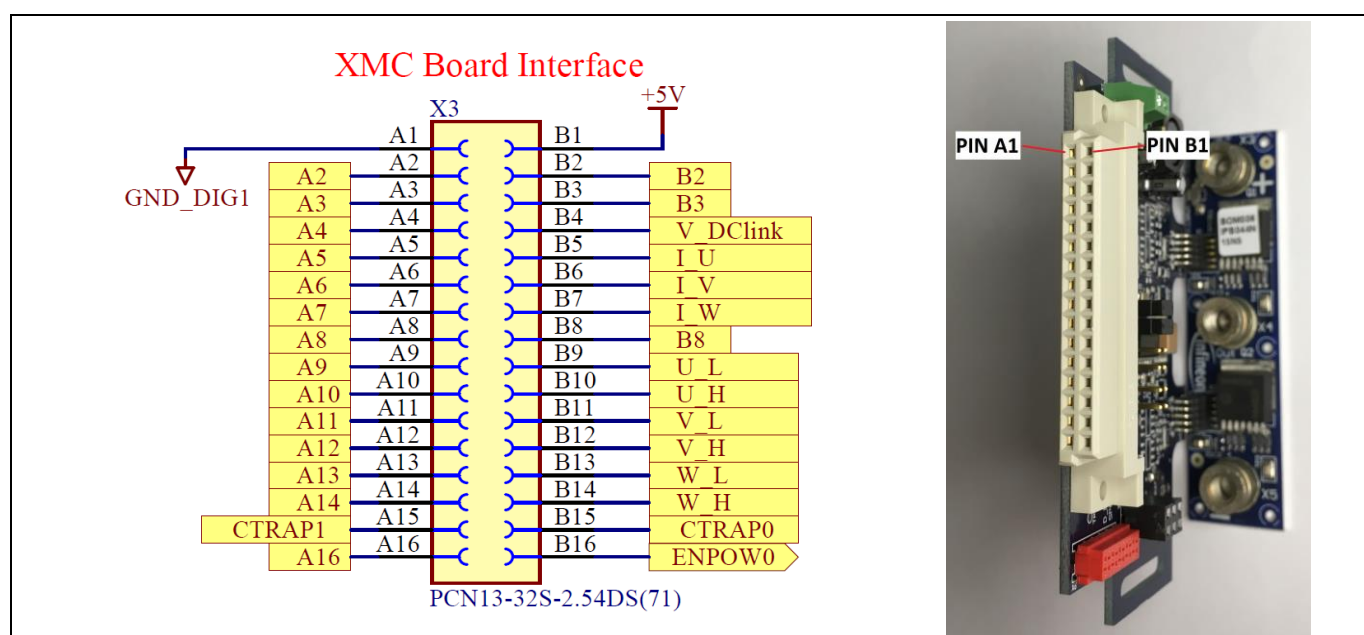 XMC Board Interface
X3
+5V
A1 B1
GND_DIG1
A2 A2 B2 B2
A3 A3 B3 B3
A4 A4 B4 V_DClink
A5 A5 B5 I_U
A6 A6 B6 I_V
A7 A7 B7 I_W
A8 A8 B8 B8
A9 A9 B9 U_L
A10 A10 B10 U_H
A11 A11 B11 V_L
A12 A12 B12 V_H
A13 A13 B13 W_L
A14 A14 B14 W_H
CTRAP1 A15 B15 CTRAP0
A16 A16 B16 ENPOW0
PCN13-32S-2.54DS(71)
PIN A1
PIN B1
X4
X5
infineon